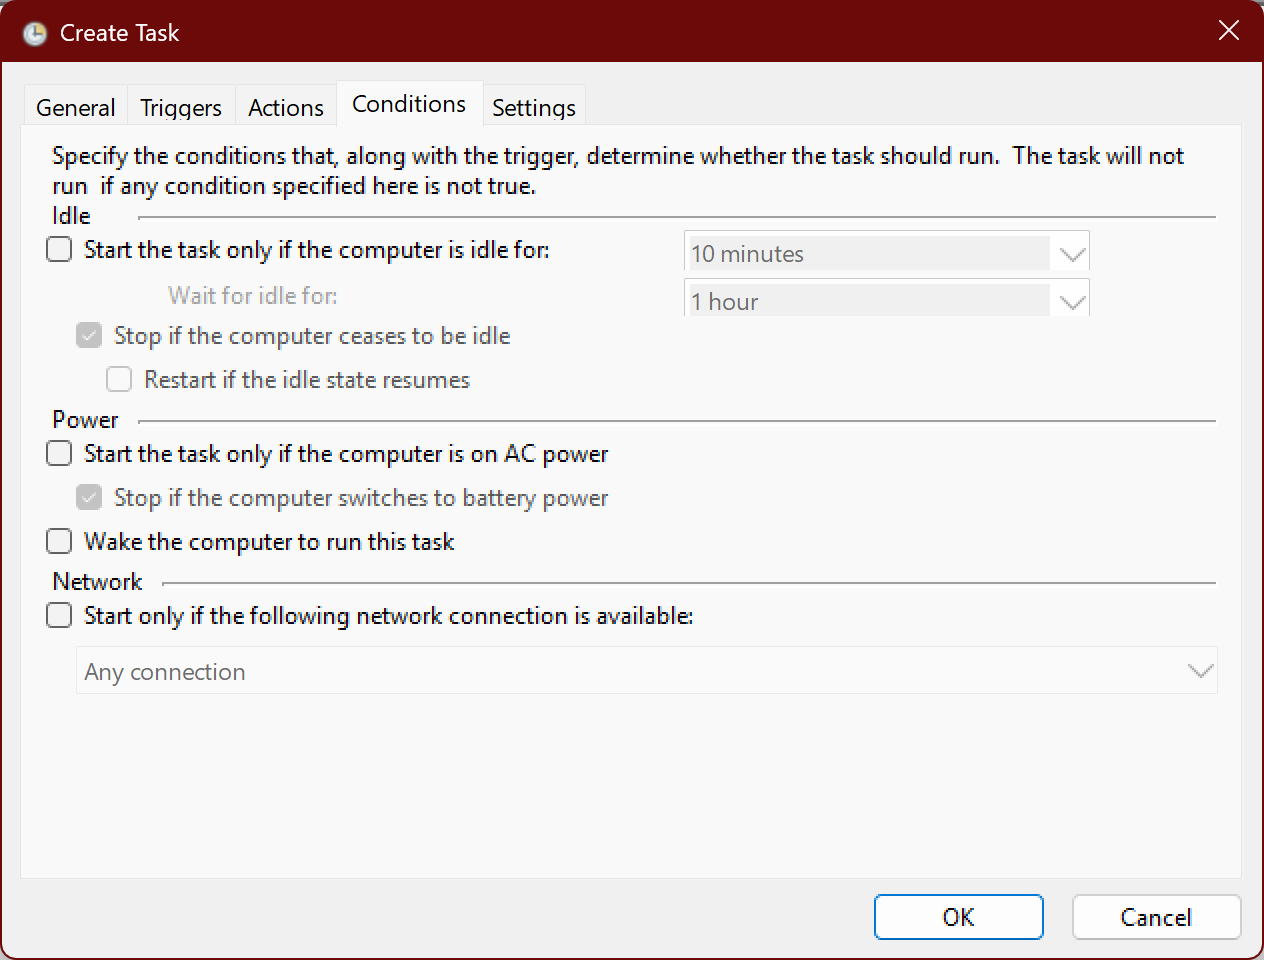 Create Task
General Triggers Actions Conditions Settings
Specify the conditions that, along with the trigger, determine whether the task should run.  The task will not
run  if any condition specified here is not true.
Idle
Start the task only if the computer is idle for: 10 minutes
Wait for idle for: 1 hour
Stop if the computer ceases to be idle
Restart if the idle state resumes
Power
Start the task only if the computer is on AC power
Stop if the computer switches to battery power
Wake the computer to run this task
Network
Start only if the following network connection is available:
Any connection
OK Cancel